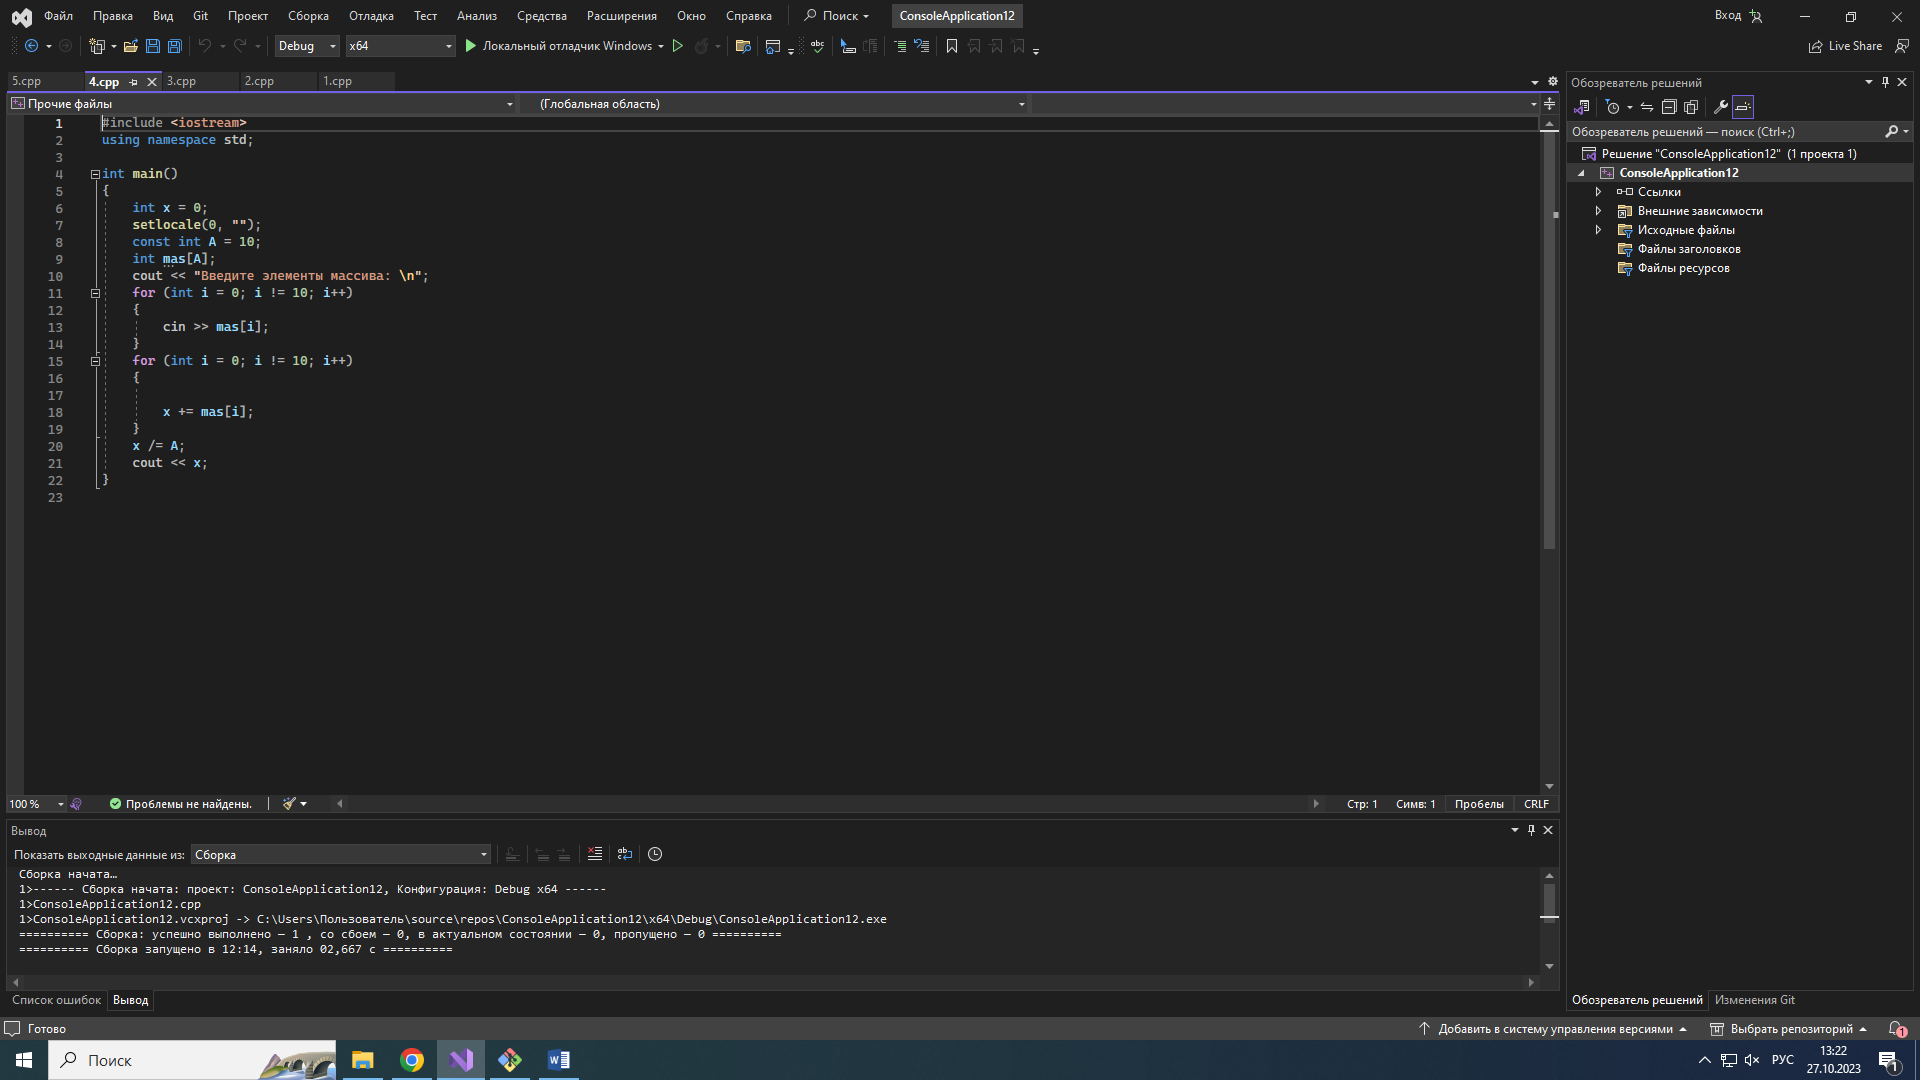 Файл Правка Вид Git Проект Сборка Отладка Тест Анализ Средства Расширения Окно Справка Поиск ConsoleApplication12 Вход
Debug x64 Локальный отладчик Windows Live Share
5.cpp 4.cpp 3.cpp 2.cpp 1.cpp
Прочие файлы (Глобальная область)
1 #include <iostream>
2 using namespace std;
3
4 int main()
5 {
6 int x = 0;
7 setlocale(0, "");
8 const int A = 10;
9 int mas[A];
10 cout << "Введите элементы массива: \n";
11 for (int i = 0; i != 10; i++)
12 {
13 cin >> mas[i];
14 }
15 for (int i = 0; i != 10; i++)
16 {
17
18 x += mas[i];
19 }
20 x /= A;
21 cout << x;
22 }
23
100 % Проблемы не найдены. Стр: 1 Симв: 1 Пробелы CRLF
Вывод
Показать выходные данные из: Сборка
Сборка начата…
1>------ Сборка начата: проект: ConsoleApplication12, Конфигурация: Debug x64 ------
1>ConsoleApplication12.cpp
1>ConsoleApplication12.vcxproj -> C:\Users\Пользователь\source\repos\ConsoleApplication12\x64\Debug\ConsoleApplication12.exe
========== Сборка: успешно выполнено — 1 , со сбоем — 0, в актуальном состоянии — 0, пропущено — 0 ==========
========== Сборка запущено в 12:14, заняло 02,667 с ==========
Список ошибок Вывод
Обозреватель решений
Обозреватель решений — поиск (Ctrl+;)
Решение "ConsoleApplication12" (1 проекта 1)
ConsoleApplication12
Ссылки
Внешние зависимости
Исходные файлы
Файлы заголовков
Файлы ресурсов
Обозреватель решений Изменения Git
Готово Добавить в систему управления версиями Выбрать репозиторий 1
Поиск РУС 13:22
27.10.2023 1